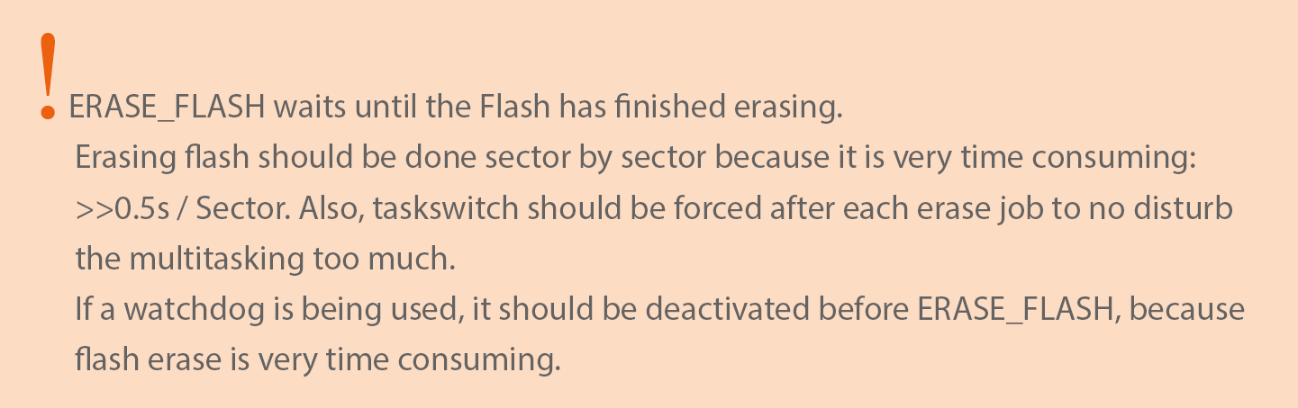 ! ERASE_FLASH waits until the Flash has finished erasing.
Erasing flash should be done sector by sector because it is very time consuming:
>>0.5s / Sector. Also, taskswitch should be forced after each erase job to no disturb
the multitasking too much.
If a watchdog is being used, it should be deactivated before ERASE_FLASH, because
flash erase is very time consuming.